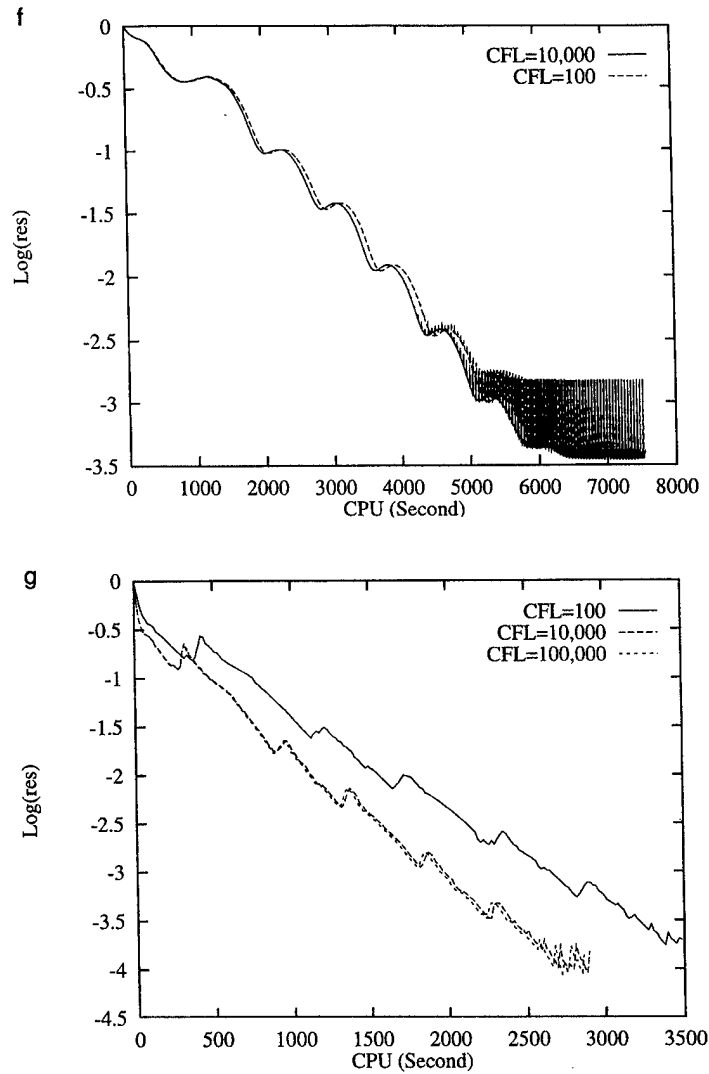 f
0
-0.5
-1
-1.5
-2
-2.5
-3
-3.5
Log(res)
CFL=10,000
CFL=100
0 1000 2000 3000 4000 5000 6000 7000 8000
CPU (Second)
g
0
-0.5
-1
-1.5
-2
-2.5
-3
-3.5
-4
-4.5
Log(res)
CFL=100
CFL=10,000
CFL=100,000
0 500 1000 1500 2000 2500 3000 3500
CPU (Second)